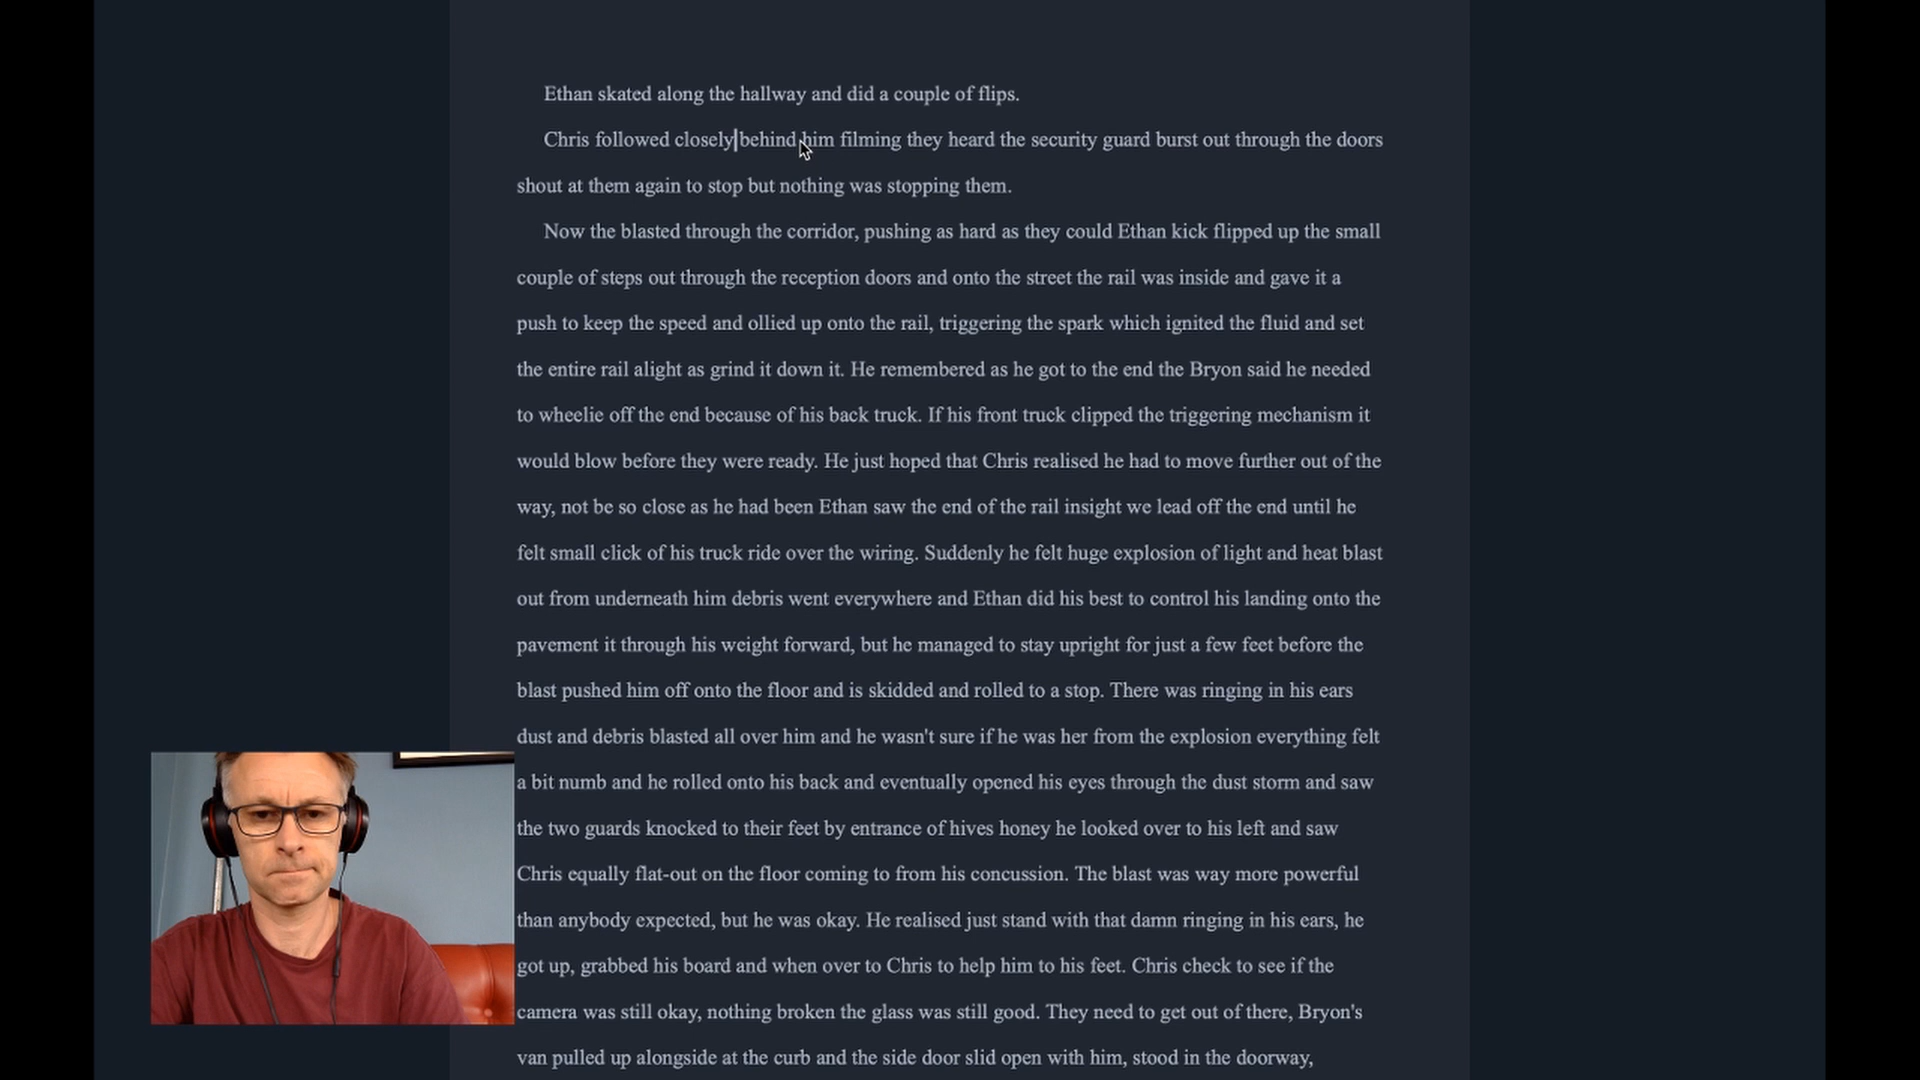 Ethan skated along the hallway and did a couple of flips.
Chris followed closely behind him filming they heard the security guard burst out through the doors
shout at them again to stop but nothing was stopping them.
Now the blasted through the corridor, pushing as hard as they could Ethan kick flipped up the small
couple of steps out through the reception doors and onto the street the rail was inside and gave it a
push to keep the speed and ollied up onto the rail, triggering the spark which ignited the fluid and set
the entire rail alight as grind it down it. He remembered as he got to the end the Bryon said he needed
to wheelie off the end because of his back truck. If his front truck clipped the triggering mechanism it
would blow before they were ready. He just hoped that Chris realised he had to move further out of the
way, not be so close as he had been Ethan saw the end of the rail insight we lead off the end until he
felt small click of his truck ride over the wiring. Suddenly he felt huge explosion of light and heat blast
out from underneath him debris went everywhere and Ethan did his best to control his landing onto the
pavement it through his weight forward, but he managed to stay upright for just a few feet before the
blast pushed him off onto the floor and is skidded and rolled to a stop. There was ringing in his ears
dust and debris blasted all over him and he wasn't sure if he was her from the explosion everything felt
a bit numb and he rolled onto his back and eventually opened his eyes through the dust storm and saw
the two guards knocked to their feet by entrance of hives honey he looked over to his left and saw
Chris equally flat-out on the floor coming to from his concussion. The blast was way more powerful
than anybody expected, but he was okay. He realised just stand with that damn ringing in his ears, he
got up, grabbed his board and when over to Chris to help him to his feet. Chris check to see if the
camera was still okay, nothing broken the glass was still good. They need to get out of there, Bryon's
van pulled up alongside at the curb and the side door slid open with him, stood in the doorway,